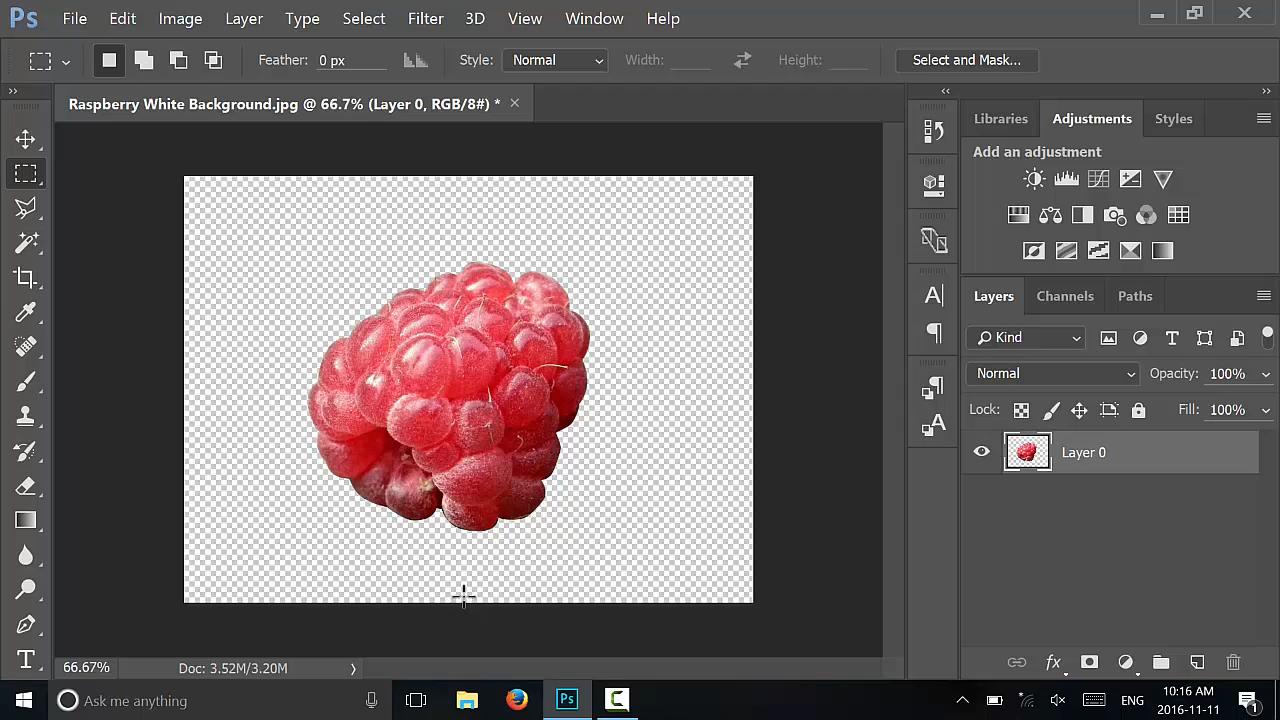 Ps File Edit Image Layer Type Select Filter 3D View Window Help
Feather: 0 px Style: Normal Width: Height: Select and Mask...
Raspberry White Background.jpg @ 66.7% (Layer 0, RGB/8#) *
Libraries Adjustments Styles
Add an adjustment
Layers Channels Paths
Kind
Normal Opacity: 100%
Lock: Fill: 100%
Layer 0
66.67% Doc: 3.52M/3.20M
Ask me anything
Ps
ENG
10:16 AM
2016-11-11
1